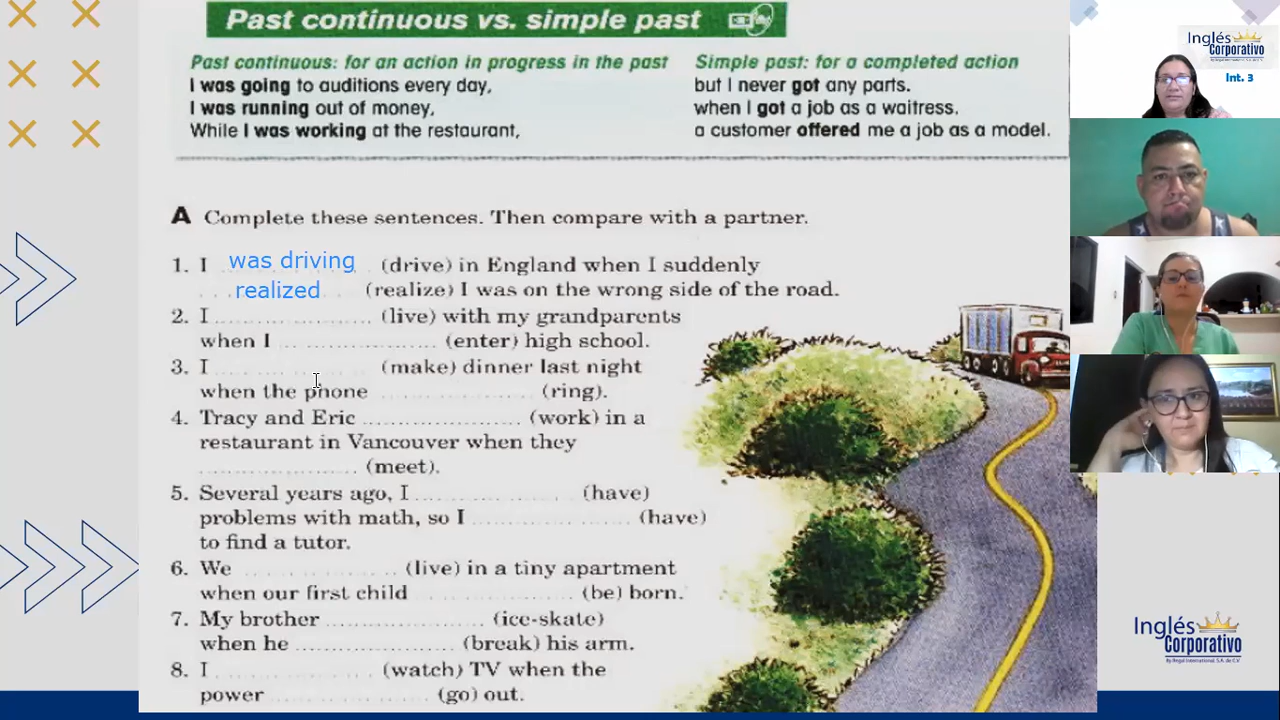 Past continuous vs. simple past
Past continuous: for an action in progress in the past
I was going to auditions every day,
I was running out of money,
While I was working at the restaurant,
Simple past: for a completed action
but I never got any parts.
when I got a job as a waitress.
a customer offered me a job as a model.
A Complete these sentences. Then compare with a partner.
1. I was driving (drive) in England when I suddenly
realized (realize) I was on the wrong side of the road.
2. I .................... (live) with my grandparents
when I .................... (enter) high school.
3. I .................... (make) dinner last night
when the phone .................... (ring).
4. Tracy and Eric .................... (work) in a
restaurant in Vancouver when they
.................... (meet).
5. Several years ago, I .................... (have)
problems with math, so I .................... (have)
to find a tutor.
6. We .................... (live) in a tiny apartment
when our first child .................... (be) born.
7. My brother .................... (ice-skate)
when he .................... (break) his arm.
8. I .................... (watch) TV when the
power .................... (go) out.
Inglés
Corporativo
Int. 3
Inglés
Corporativo
By Regal International, S.A. de C.V.